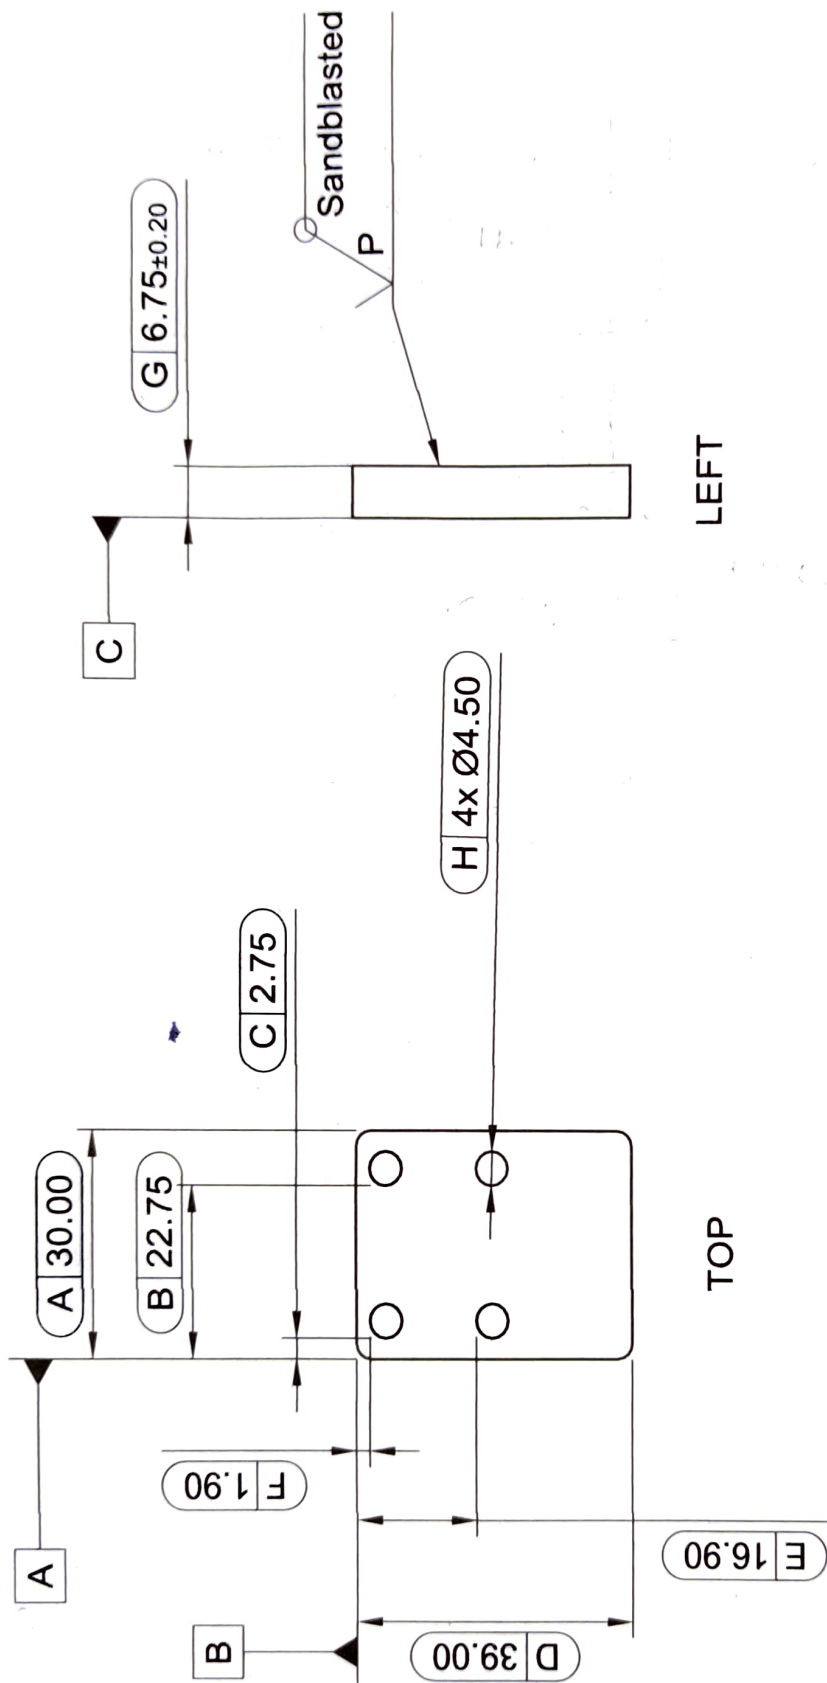 A
A 30.00
B 22.75
C 2.75
B
F 1.90
D 39.00
E 16.90
H 4x Ø4.50
TOP
C
G 6.75±0.20
Sandblasted
P
LEFT